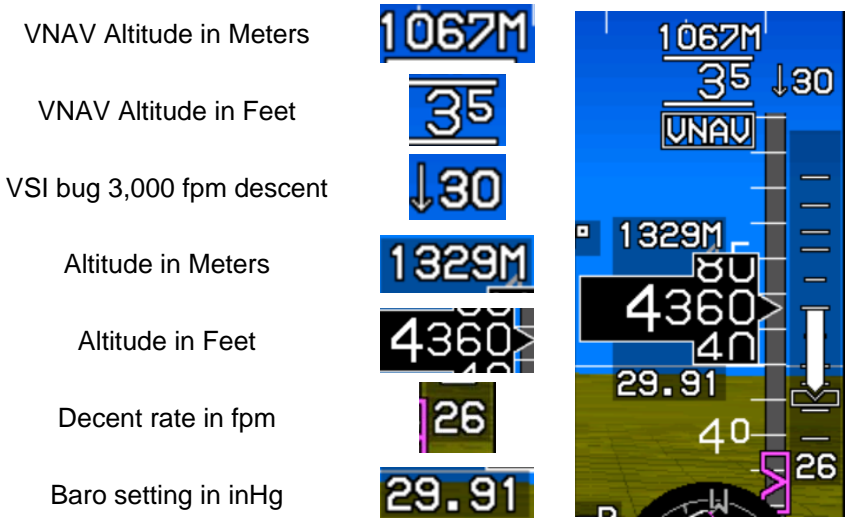 VNAV Altitude in Meters
1067M
VNAV Altitude in Feet
35
VSI bug 3,000 fpm descent
↓30
Altitude in Meters
1329M
Altitude in Feet
4360
Decent rate in fpm
26
Baro setting in inHg
29.91
1067M
35
↓30
VNAV
1329M
80
4360
40
29.91
40
26
W